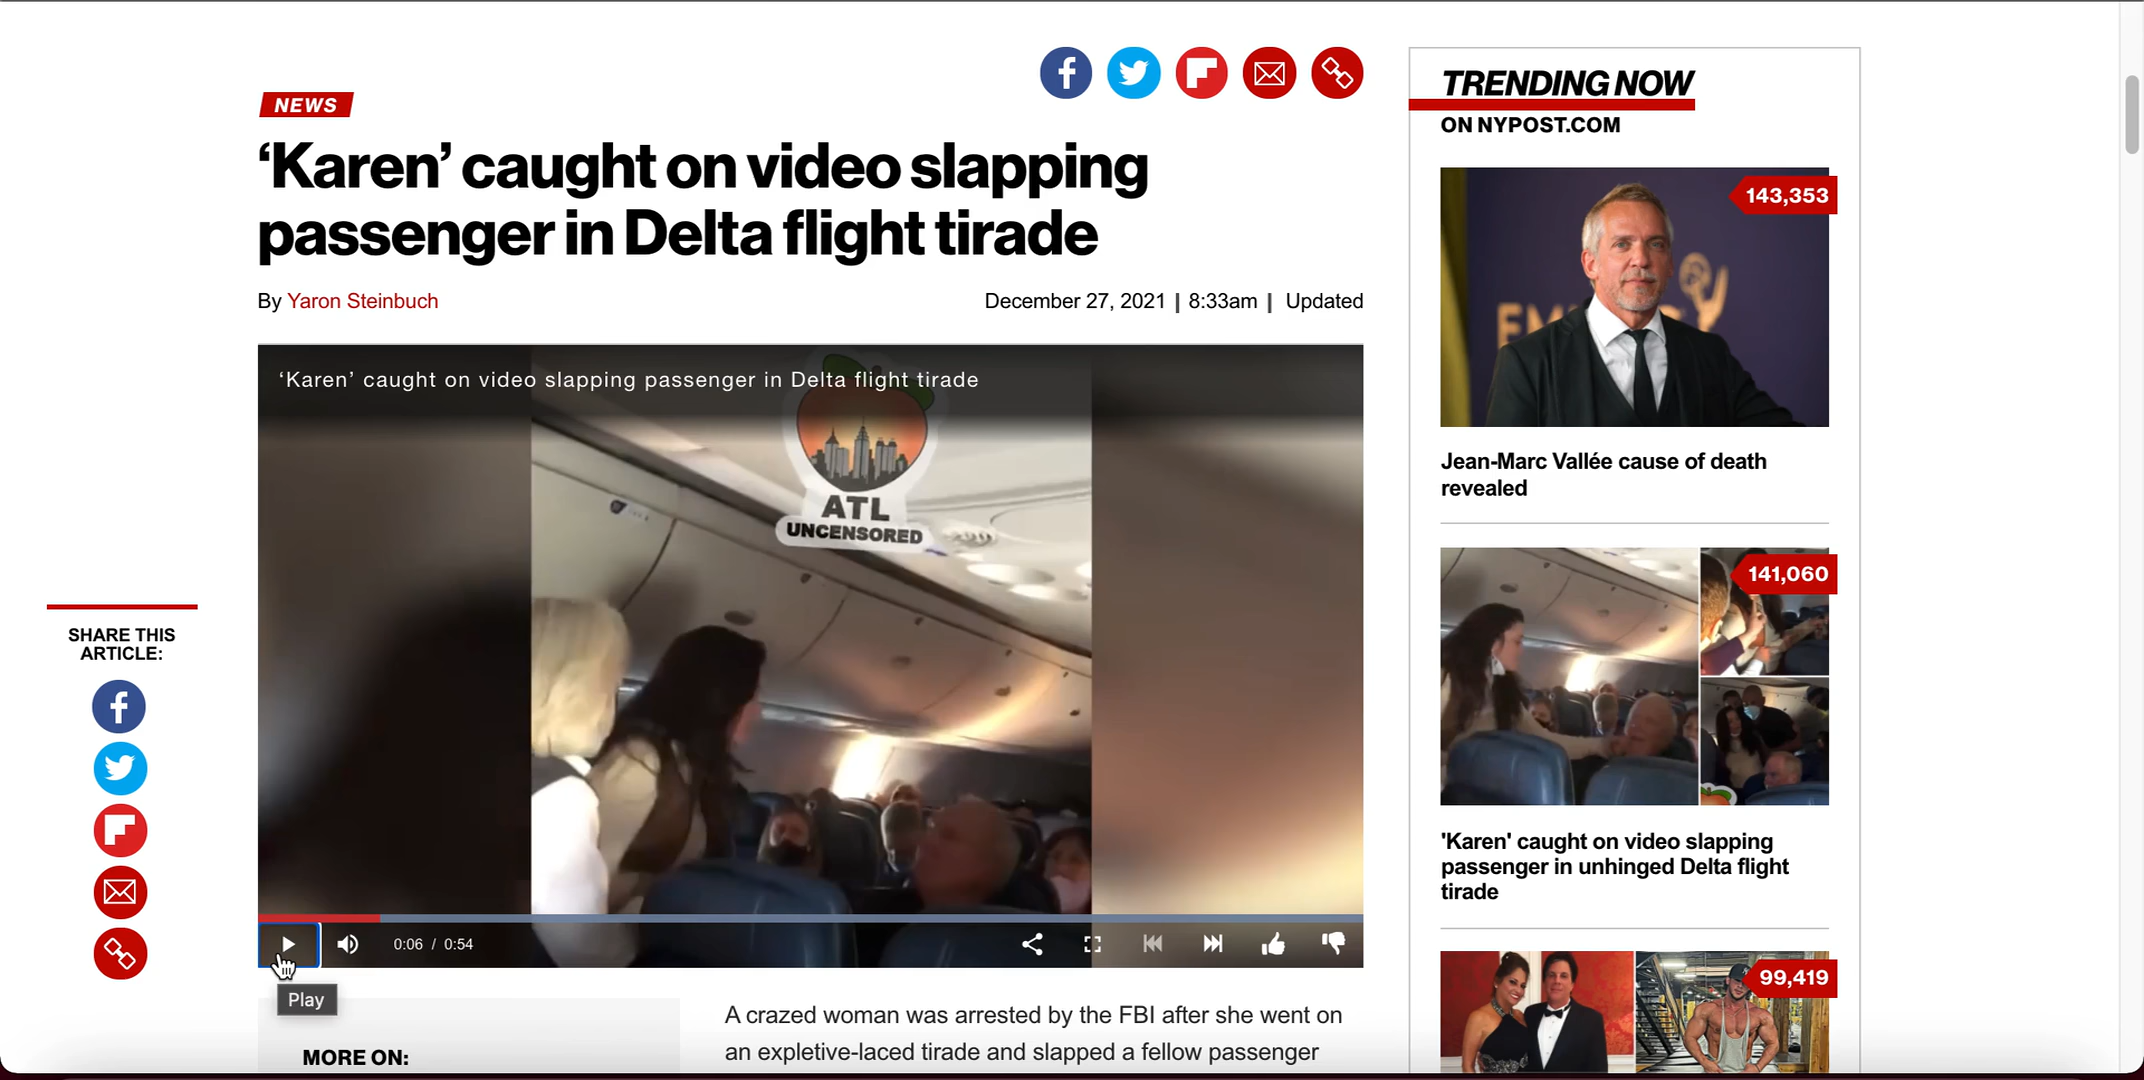 NEWS
‘Karen’ caught on video slapping
passenger in Delta flight tirade
By Yaron Steinbuch
December 27, 2021 | 8:33am | Updated
‘Karen’ caught on video slapping passenger in Delta flight tirade
ATL
UNCENSORED
0:06 / 0:54
Play
SHARE THIS
ARTICLE:
MORE ON:
A crazed woman was arrested by the FBI after she went on
an expletive-laced tirade and slapped a fellow passenger
TRENDING NOW
ON NYPOST.COM
143,353
EM
Jean-Marc Vallée cause of death
revealed
141,060
'Karen' caught on video slapping
passenger in unhinged Delta flight
tirade
99,419